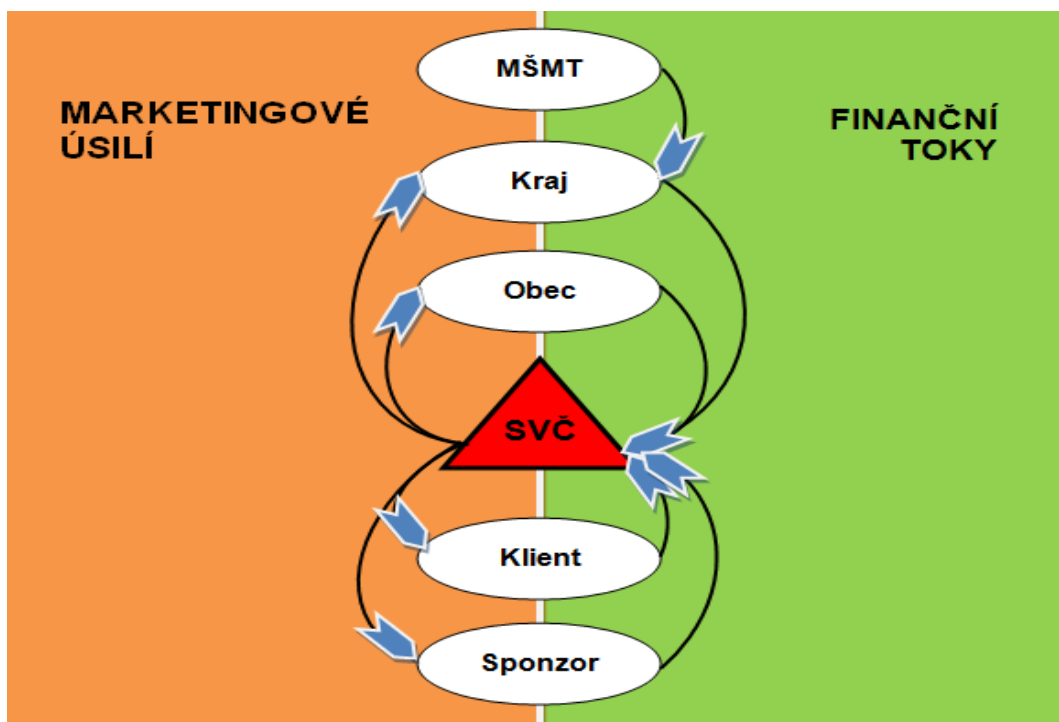 MARKETINGOVÉ
ÚSILÍ
FINANČNÍ
TOKY
MŠMT
Kraj
Obec
SVČ
Klient
Sponzor